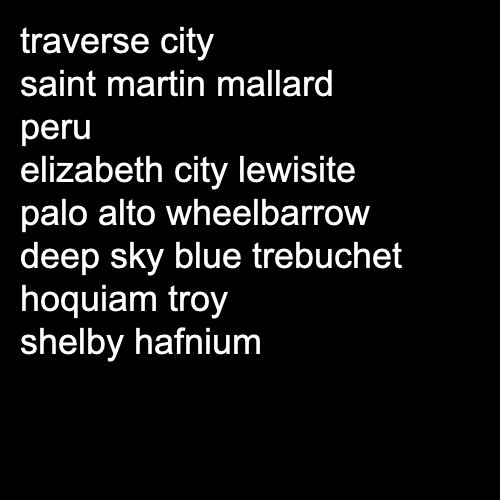 traverse city
saint martin mallard
peru
elizabeth city lewisite
palo alto wheelbarrow
deep sky blue trebuchet
hoquiam troy
shelby hafnium